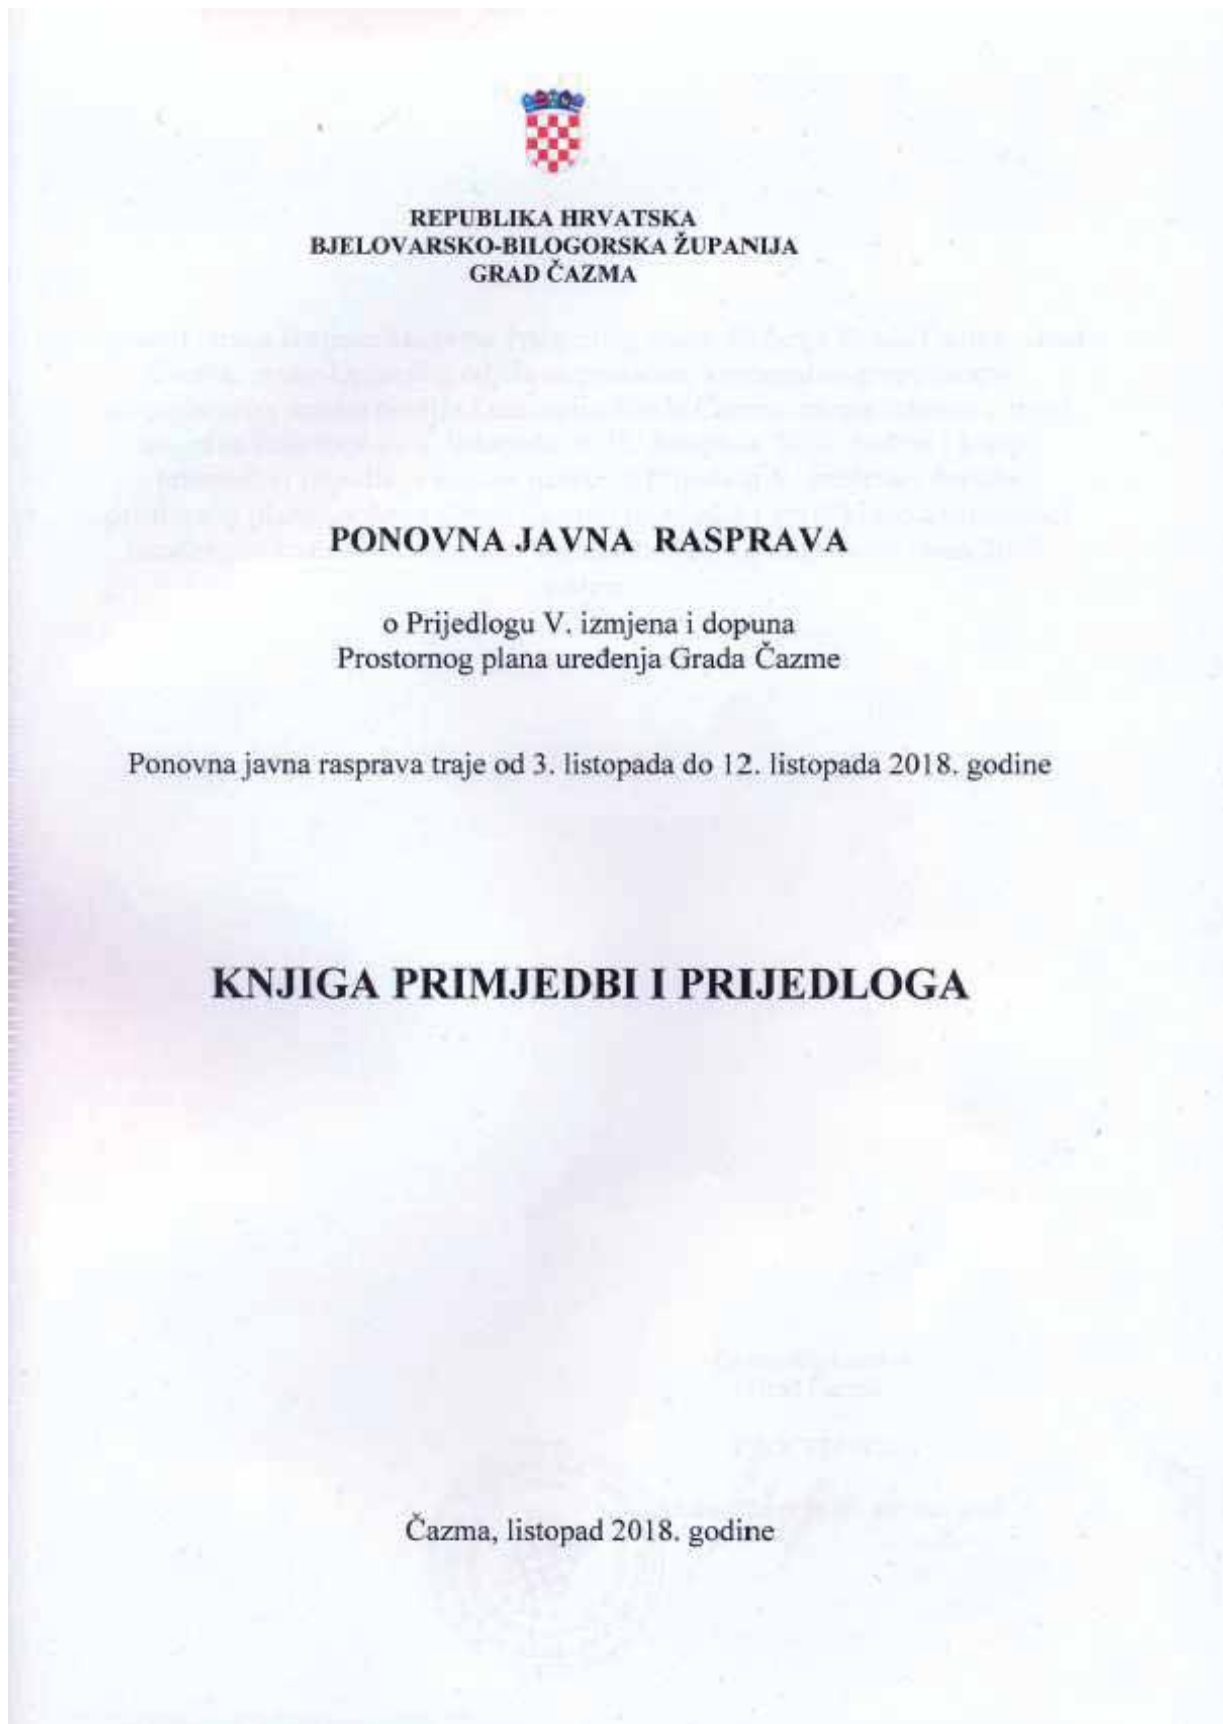 REPUBLIKA HRVATSKA
BJELOVARSKO-BILOGORSKA ŽUPANIJA
GRAD ČAZMA
PONOVNA JAVNA RASPRAVA
o Prijedlogu V. izmjena i dopuna
Prostornog plana uređenja Grada Čazme
Ponovna javna rasprava traje od 3. listopada do 12. listopada 2018. godine
KNJIGA PRIMJEDBI I PRIJEDLOGA
Čazma, listopad 2018. godine